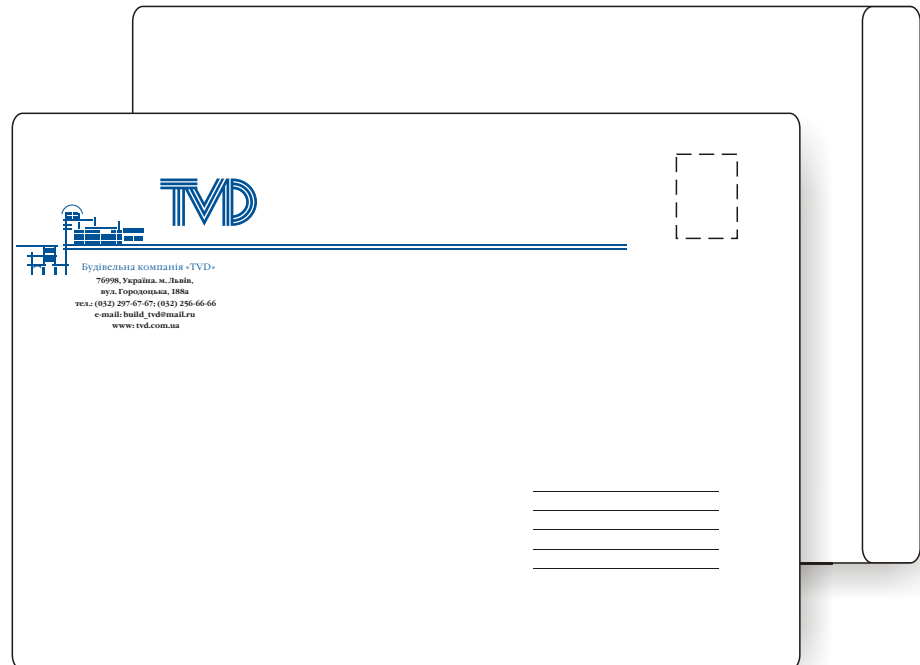 TVD
Будівельна компанія «TVD»
76998, Україна. м. Львів,
вул. Городоцька, 188а
тел.: (032) 297-67-67; (032) 256-66-66
e-mail: build_tvd@mail.ru
www: tvd.com.ua